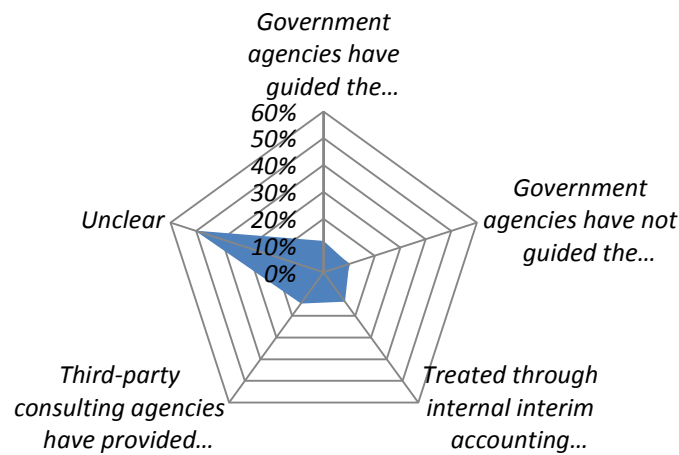 Government
agencies have
guided the...
60%
50%
40%
30%
20%
10%
0%
Government
agencies have not
guided the...
Treated through
internal interim
accounting...
Third-party
consulting agencies
have provided...
Unclear